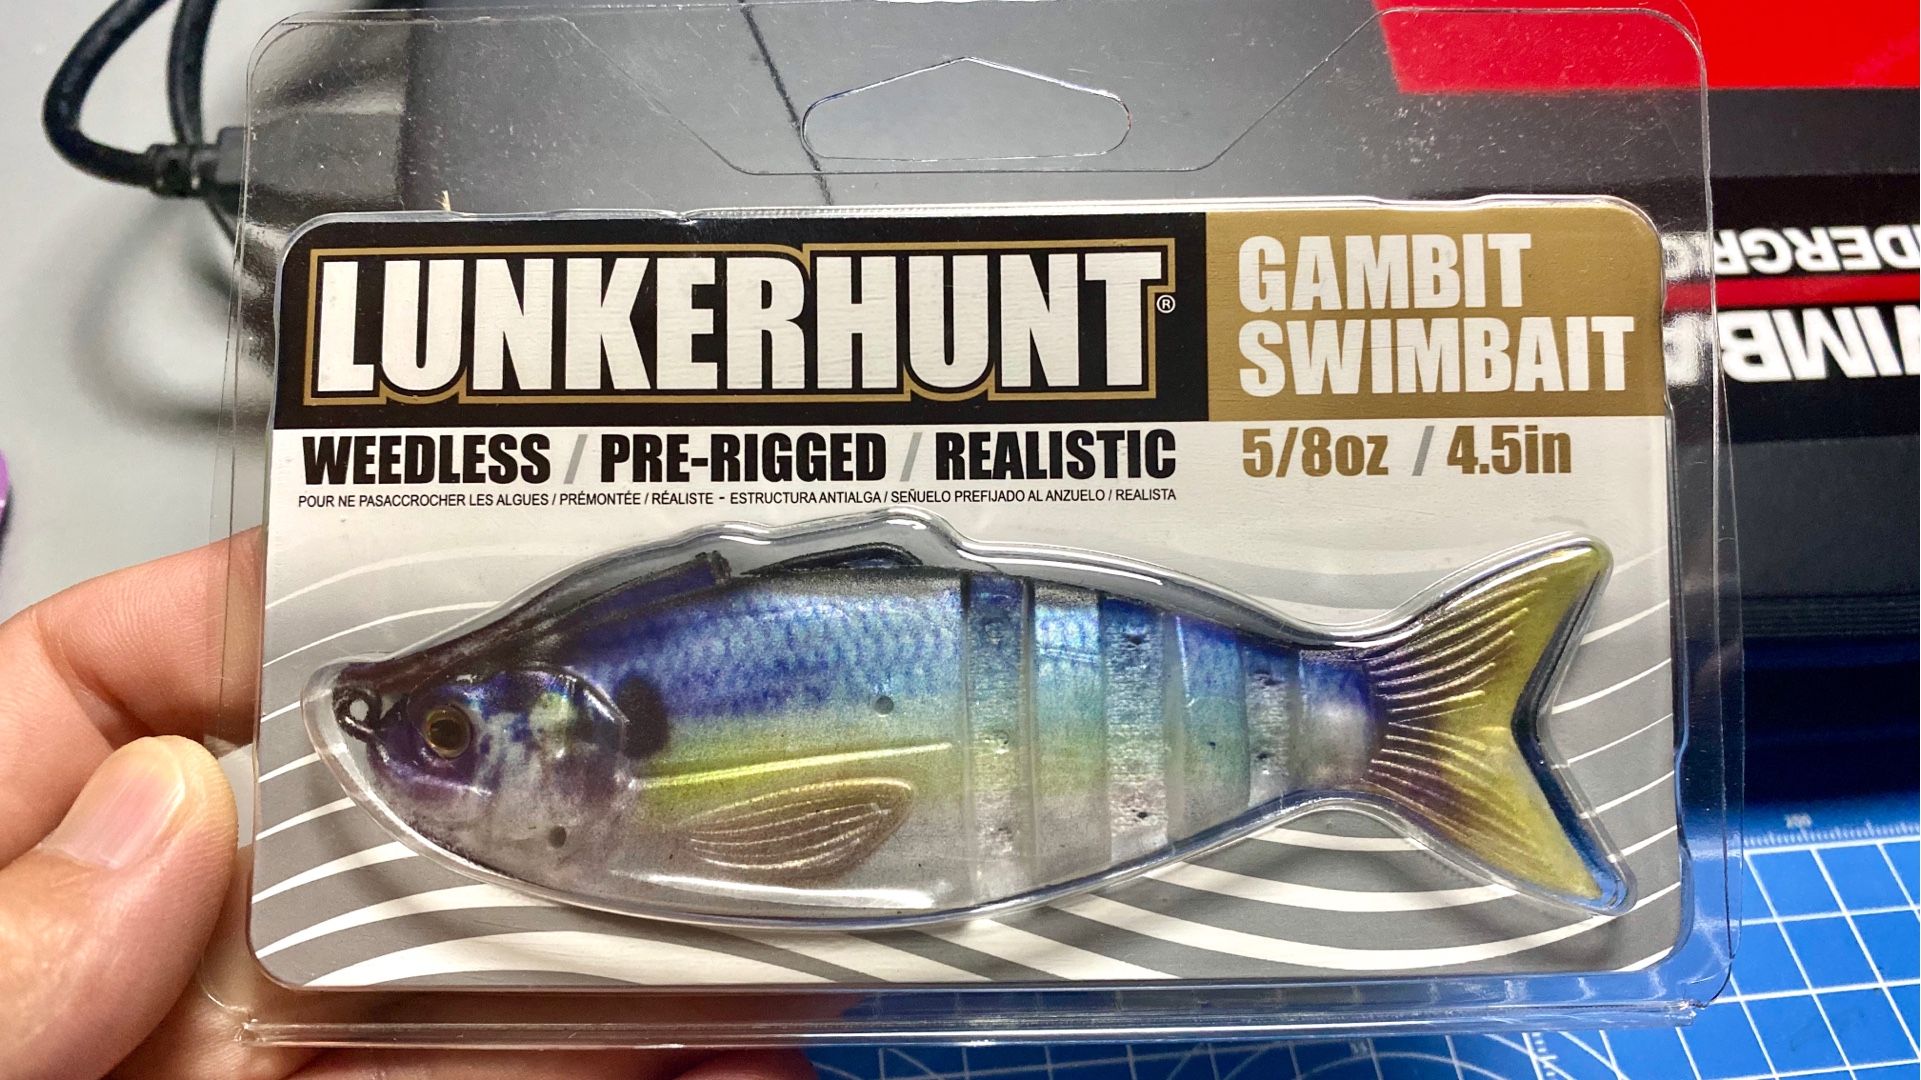 LUNKERHUNT®
GAMBIT
SWIMBAIT
WEEDLESS / PRE-RIGGED / REALISTIC
5/8oz / 4.5in
POUR NE PASACCROCHER LES ALGUES / PRÉMONTÉE / RÉALISTE - ESTRUCTURA ANTIALGA / SEÑUELO PREFIJADO AL ANZUELO / REALISTA
200